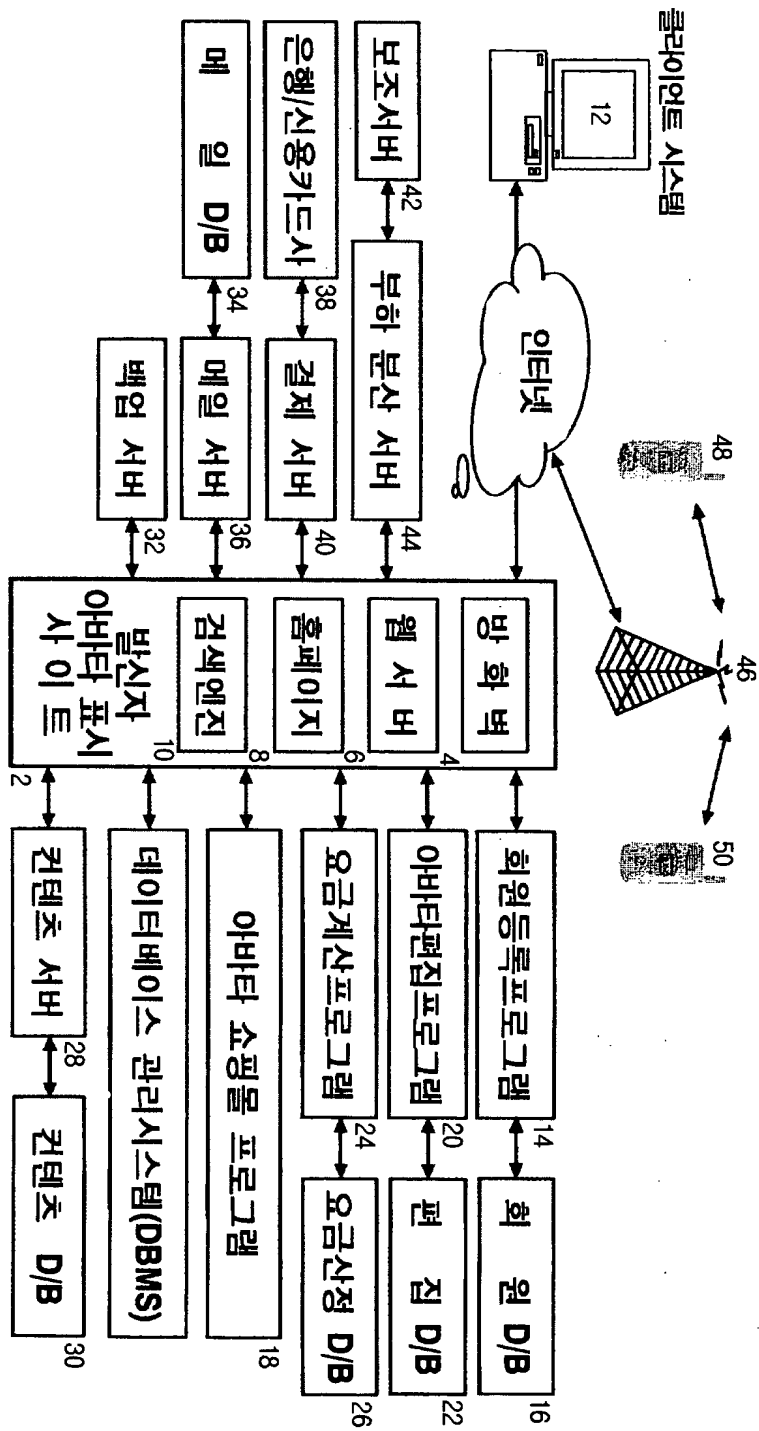 클라이언트 시스템
12
인터넷
48
46
50
보조서버
42
부하 분산 서버
44
은행/신용카드사
38
결제 서버
40
메 일 D/B
34
메일 서버
36
백업 서버
32
방 화 벽
웹 서버
4
홈페이지
6
검색엔진
8
발신자
아바타 표시
사이트
10
2
회원등록프로그램
14
회 원 D/B
16
아바타편집프로그램
20
편 집 D/B
22
요금계산프로그램
24
요금산정 D/B
26
아바타 쇼핑몰 프로그램
18
데이터베이스 관리시스템(DBMS)
컨텐츠 서버
28
컨텐츠 D/B
30